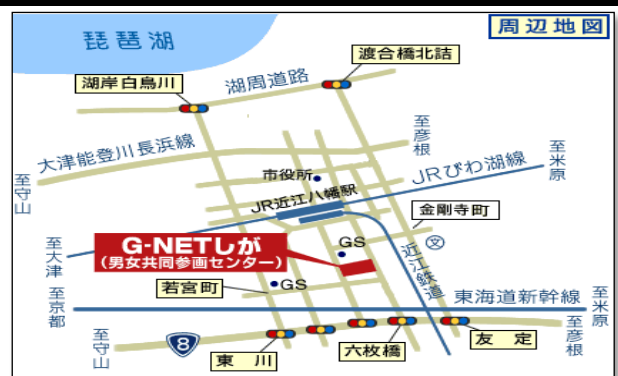 周辺地図
琵琶湖
渡合橋北詰
湖岸白鳥川
湖周道路
大津能登川長浜線
至彦根
至米原
至守山
市役所
JRびわ湖線
JR近江八幡駅
金剛寺町
G-NETしが
(男女共同参画センター)
GS
文
近江鉄道
至大津
若宮町
GS
至京都
東海道新幹線
至米原
至守山
8
東川
六枚橋
友定
至彦根